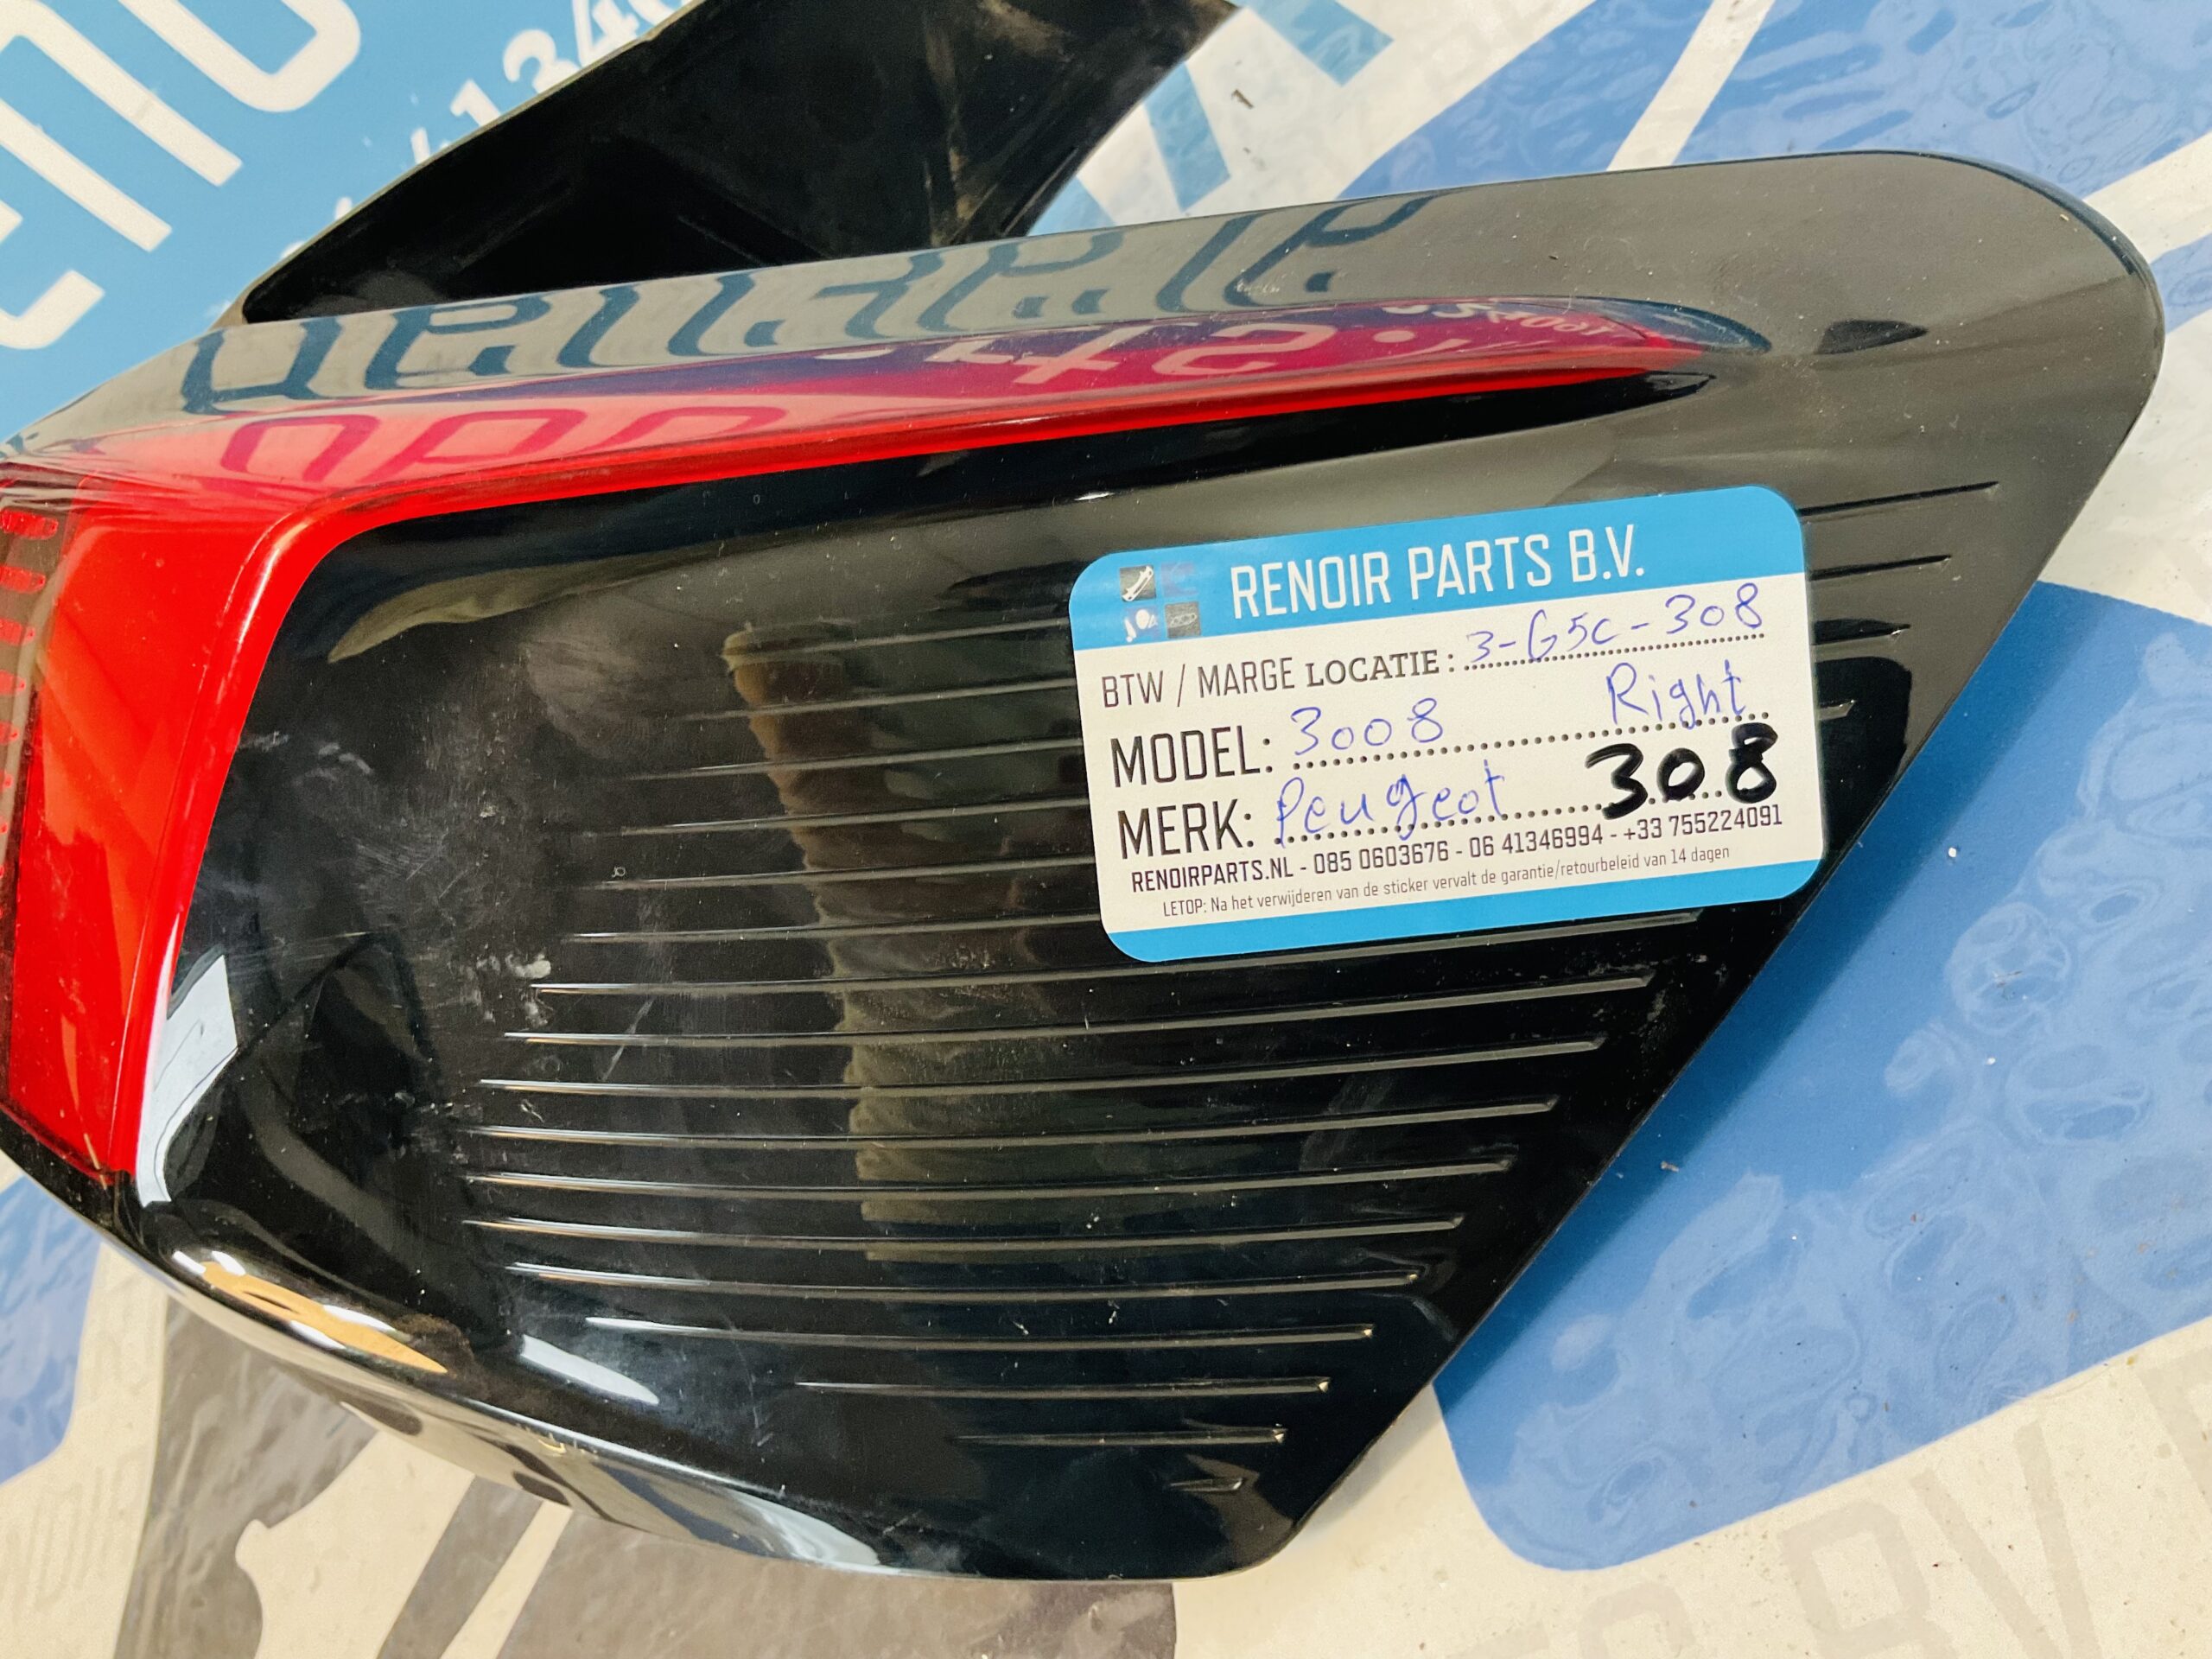 RENOIR PARTS B.V.
BTW / MARGE LOCATIE: 3-G5C-308
MODEL: 3008 Right
MERK: Peugeot 308
RENOIRPARTS.NL - 085 0603676 - 06 41346994 - +33 755224091
LETOP: Na het verwijderen van de sticker vervalt de garantie/retourbeleid van 14 dagen